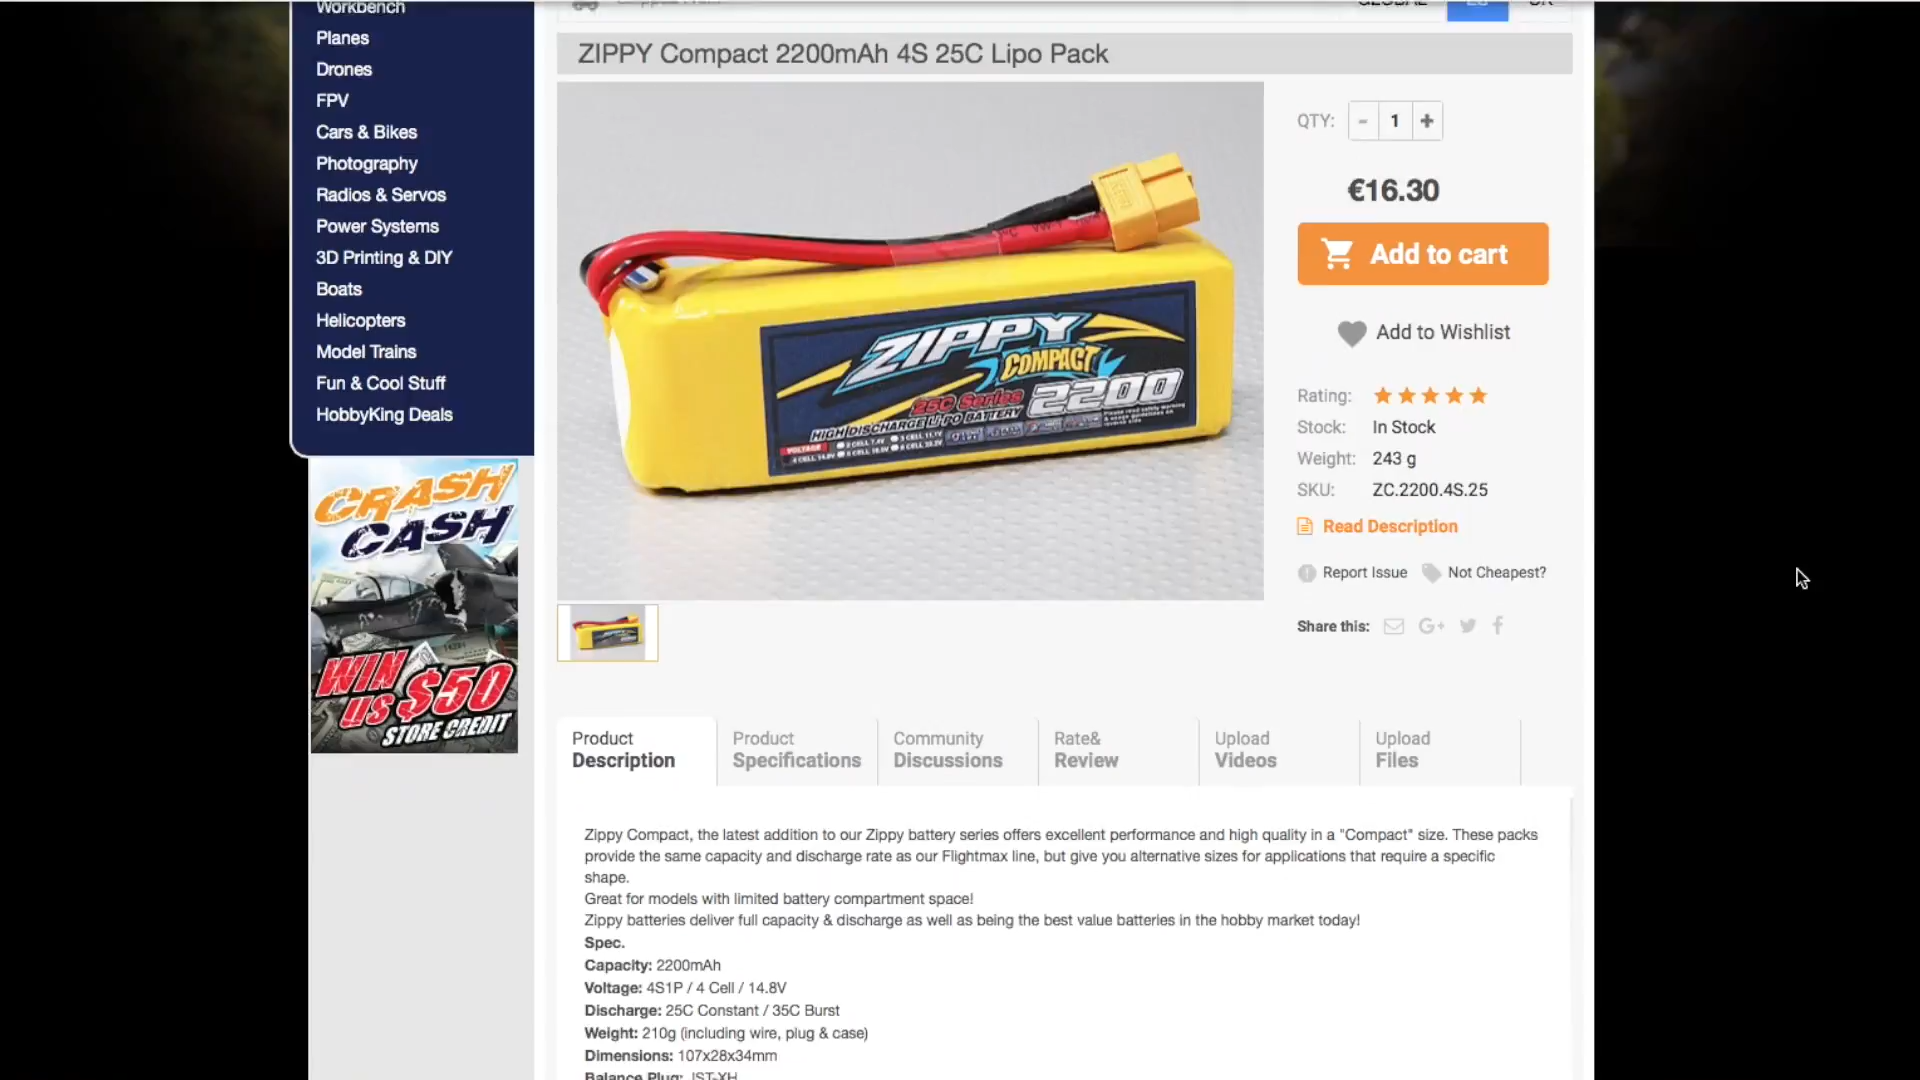 Workbench
Planes
Drones
FPV
Cars & Bikes
Photography
Radios & Servos
Power Systems
3D Printing & DIY
Boats
Helicopters
Model Trains
Fun & Cool Stuff
HobbyKing Deals
CRASH
CASH
WIN
US $50
STORE CREDIT
GLOBAL
ZIPPY Compact 2200mAh 4S 25C Lipo Pack
ZIPPY
COMPACT
25C Series
2200
HIGH DISCHARGE LI-PO BATTERY
VOLTAGE
QTY: - 1 +
€16.30
Add to cart
Add to Wishlist
Rating:
Stock: In Stock
Weight: 243 g
SKU: ZC.2200.4S.25
Read Description
Report Issue Not Cheapest?
Share this: G+ f
Product Description
Product Specifications
Community Discussions
Rate& Review
Upload Videos
Upload Files
Zippy Compact, the latest addition to our Zippy battery series offers excellent performance and high quality in a "Compact" size. These packs
provide the same capacity and discharge rate as our Flightmax line, but give you alternative sizes for applications that require a specific
shape.
Great for models with limited battery compartment space!
Zippy batteries deliver full capacity & discharge as well as being the best value batteries in the hobby market today!
Spec.
Capacity: 2200mAh
Voltage: 4S1P / 4 Cell / 14.8V
Discharge: 25C Constant / 35C Burst
Weight: 210g (including wire, plug & case)
Dimensions: 107x28x34mm
Balance Plug: JST-XH